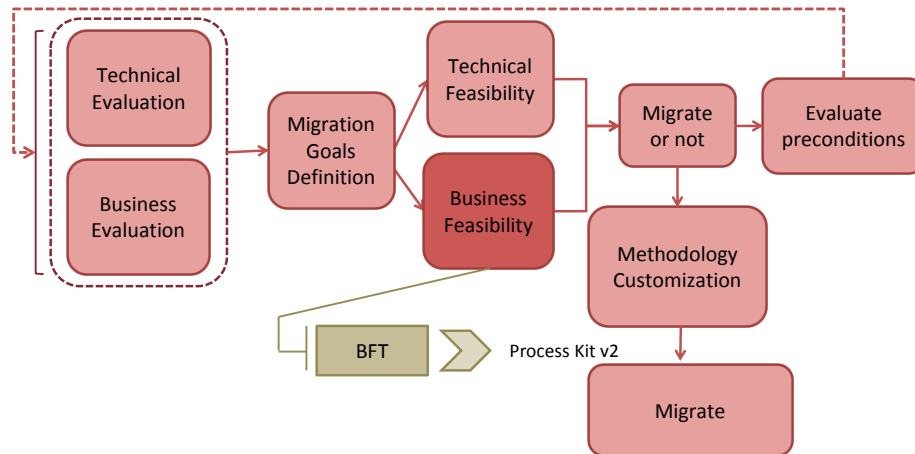 Technical
Evaluation
Business
Evaluation
Migration
Goals
Definition
Technical
Feasibility
Business
Feasibility
Migrate
or not
Evaluate
preconditions
Methodology
Customization
Migrate
BFT
Process Kit v2